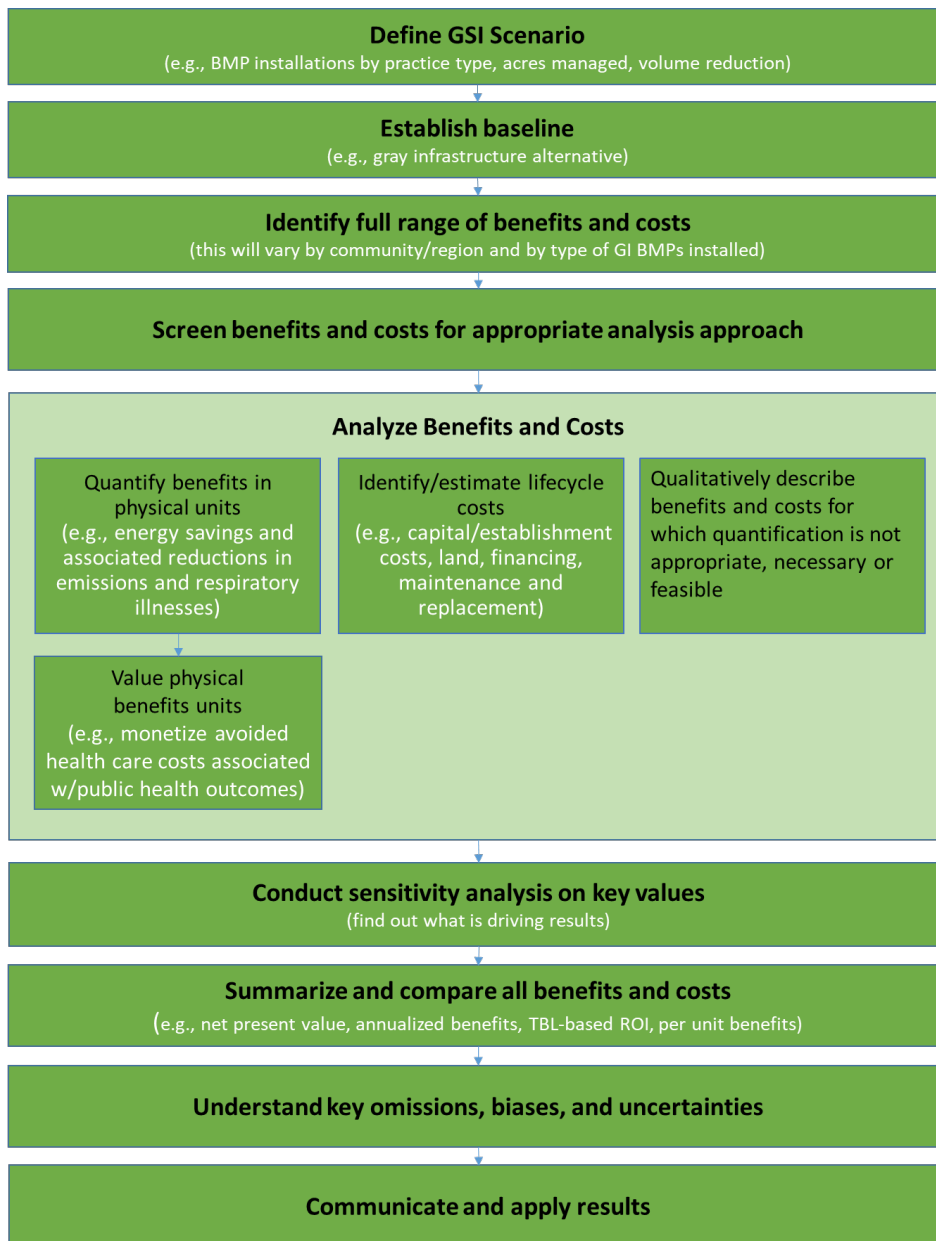 Define GSI Scenario
(e.g., BMP installations by practice type, acres managed, volume reduction)
Establish baseline
(e.g., gray infrastructure alternative)
Identify full range of benefits and costs
(this will vary by community/region and by type of GI BMPs installed)
Screen benefits and costs for appropriate analysis approach
Analyze Benefits and Costs
Quantify benefits in
physical units
(e.g., energy savings and
associated reductions in
emissions and respiratory
illnesses)
Value physical
benefits units
(e.g., monetize avoided
health care costs associated
w/public health outcomes)
Identify/estimate lifecycle
costs
(e.g., capital/establishment
costs, land, financing,
maintenance and
replacement)
Qualitatively describe
benefits and costs for
which quantification is not
appropriate, necessary or
feasible
Conduct sensitivity analysis on key values
(find out what is driving results)
Summarize and compare all benefits and costs
(e.g., net present value, annualized benefits, TBL-based ROI, per unit benefits)
Understand key omissions, biases, and uncertainties
Communicate and apply results